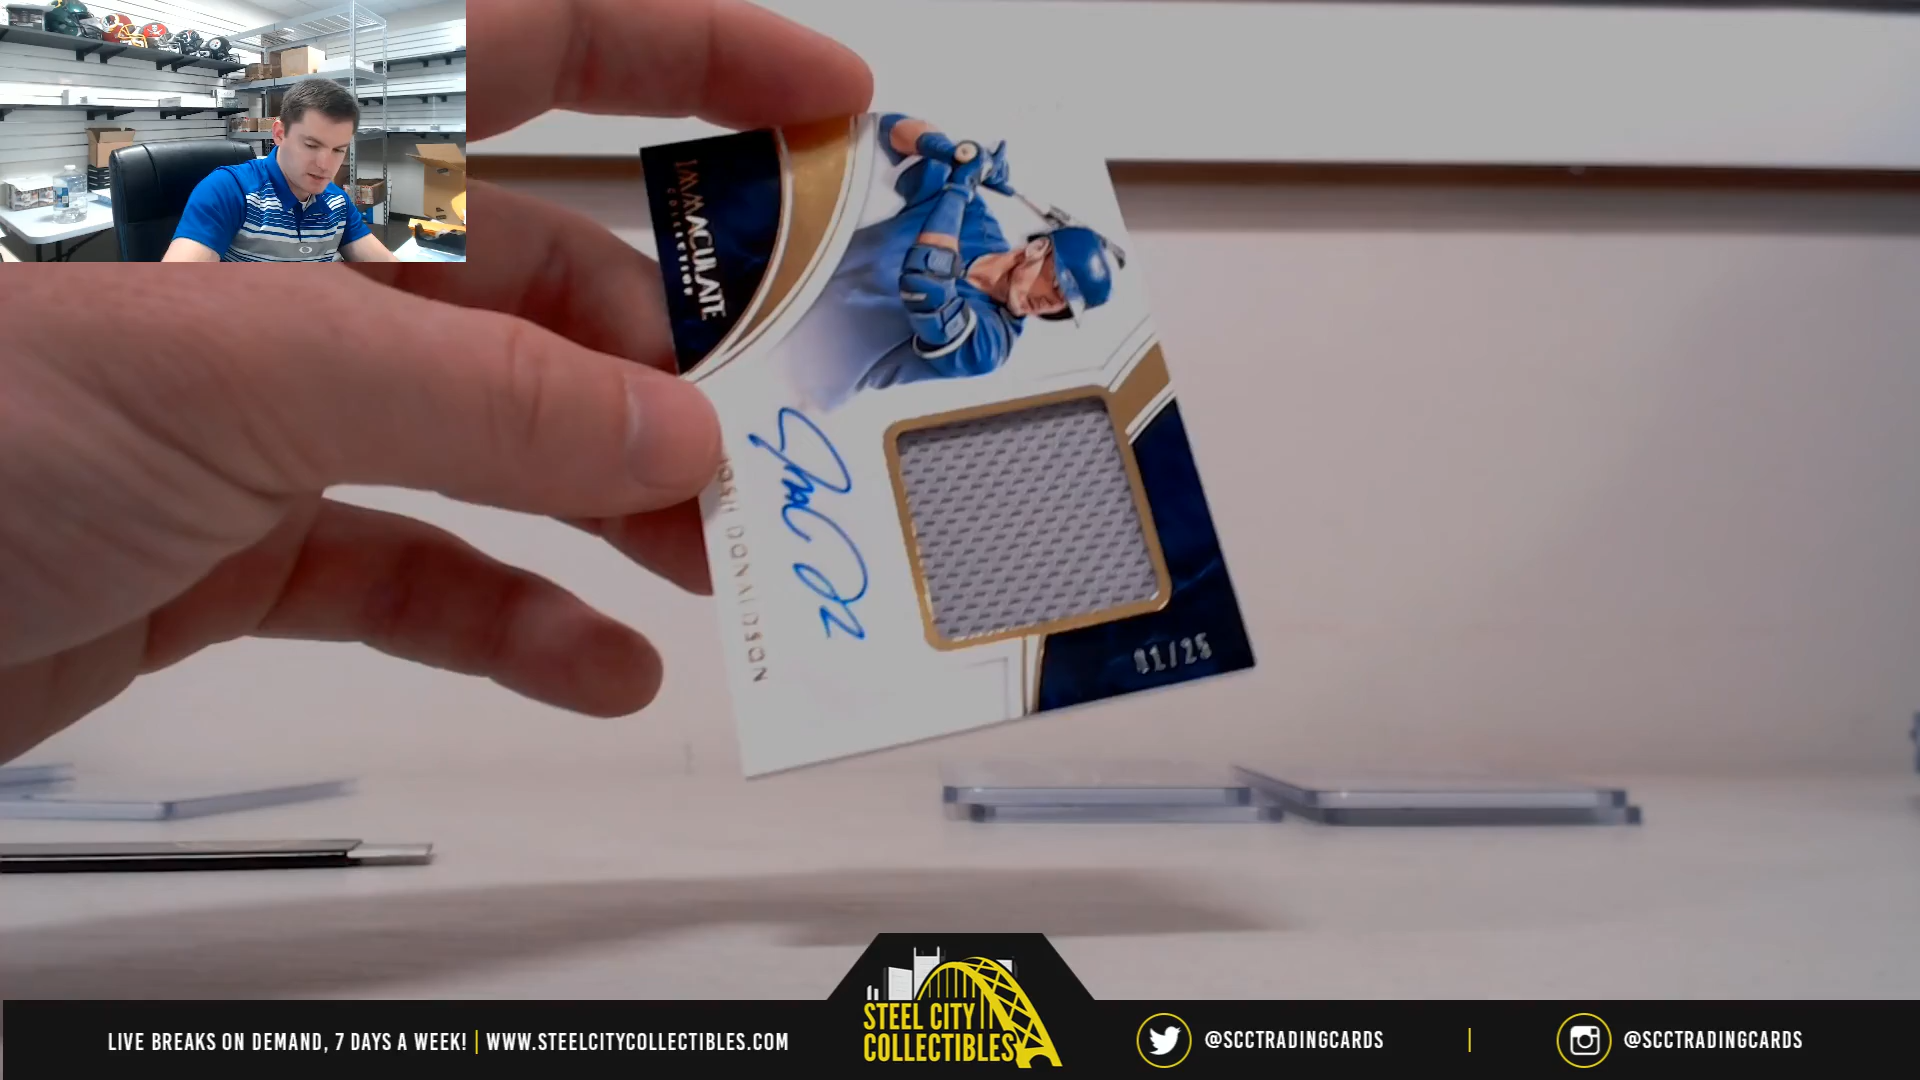 IMMACULATE
COLLECTION
JOSH DONALDSON
01/25
LIVE BREAKS ON DEMAND, 7 DAYS A WEEK! | WWW.STEELCITYCOLLECTIBLES.COM
STEEL CITY
COLLECTIBLES
@SCCTRADINGCARDS
@SCCTRADINGCARDS